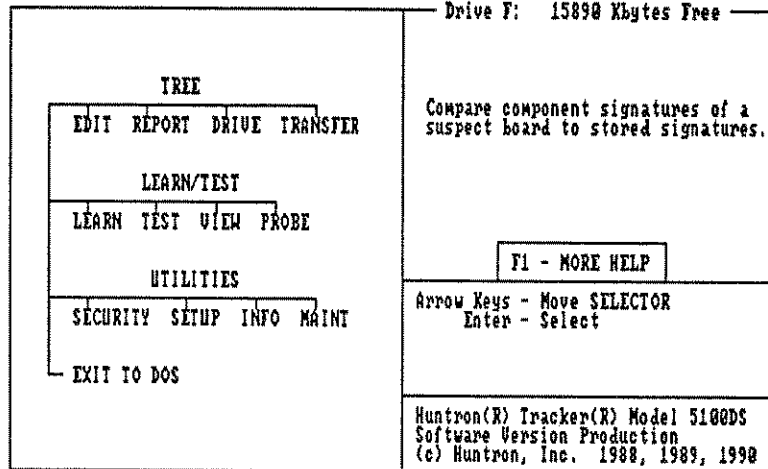 TREE
EDIT REPORT DRIVE TRANSFER
LEARN/TEST
LEARN TEST VIEW PROBE
UTILITIES
SECURITY SETUP INFO MAINT
EXIT TO DOS
Drive F: 15890 Kbytes Free
Compare component signatures of a
suspect board to stored signatures.
F1 - MORE HELP
Arrow Keys - Move SELECTOR
Enter - Select
Huntron(R) Tracker(R) Model 5100DS
Software Version Production
(c) Huntron, Inc. 1988, 1989, 1990